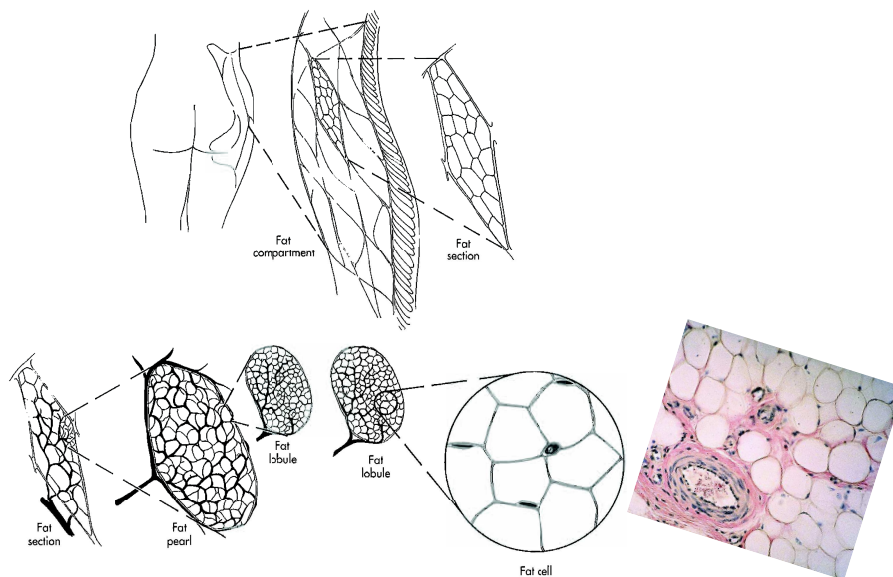 Fat
compartment
Fat
section
Fat
section
Fat
pearl
Fat
lobule
Fat
lobule
Fat cell